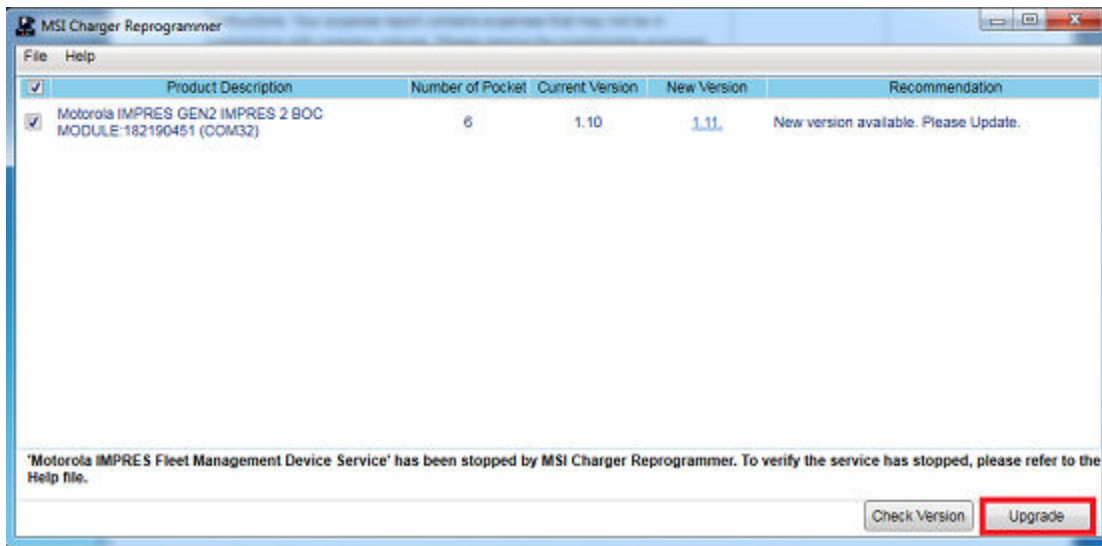 MSI Charger Reprogrammer
File Help
Product Description Number of Pocket Current Version New Version Recommendation
Motorola IMPRES GEN2 IMPRES 2 BOC
MODULE:182190451 (COM32) 6 1.10 1.11. New version available. Please Update.
'Motorola IMPRES Fleet Management Device Service' has been stopped by MSI Charger Reprogrammer. To verify the service has stopped, please refer to the
Help file.
Check Version Upgrade